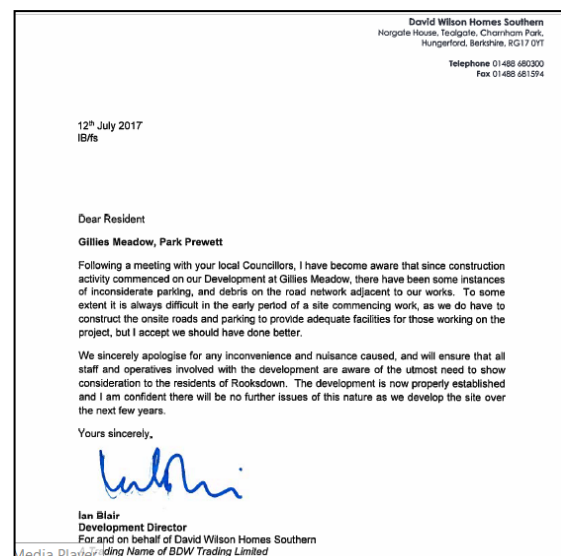 David Wilson Homes Southern
Norgate House, Tealgate, Charnham Park,
Hungerford, Berkshire, RG17 0YT
Telephone 01488 680300
Fax 01488 681594
12th July 2017
IB/fs
Dear Resident
Gillies Meadow, Park Prewett
Following a meeting with your local Councillors, I have become aware that since construction
activity commenced on our Development at Gillies Meadow, there have been some instances
of inconsiderate parking, and debris on the road network adjacent to our works. To some
extent it is always difficult in the early period of a site commencing work, as we do have to
construct the onsite roads and parking to provide adequate facilities for those working on the
project, but I accept we should have done better.
We sincerely apologise for any inconvenience and nuisance caused, and will ensure that all
staff and operatives involved with the development are aware of the utmost need to show
consideration to the residents of Rooksdown. The development is now properly established
and I am confident there will be no further issues of this nature as we develop the site over
the next few years.
Yours sincerely,
Ian Blair
Development Director
For and on behalf of David Wilson Homes Southern
Media Player
ding Name of BDW Trading Limited